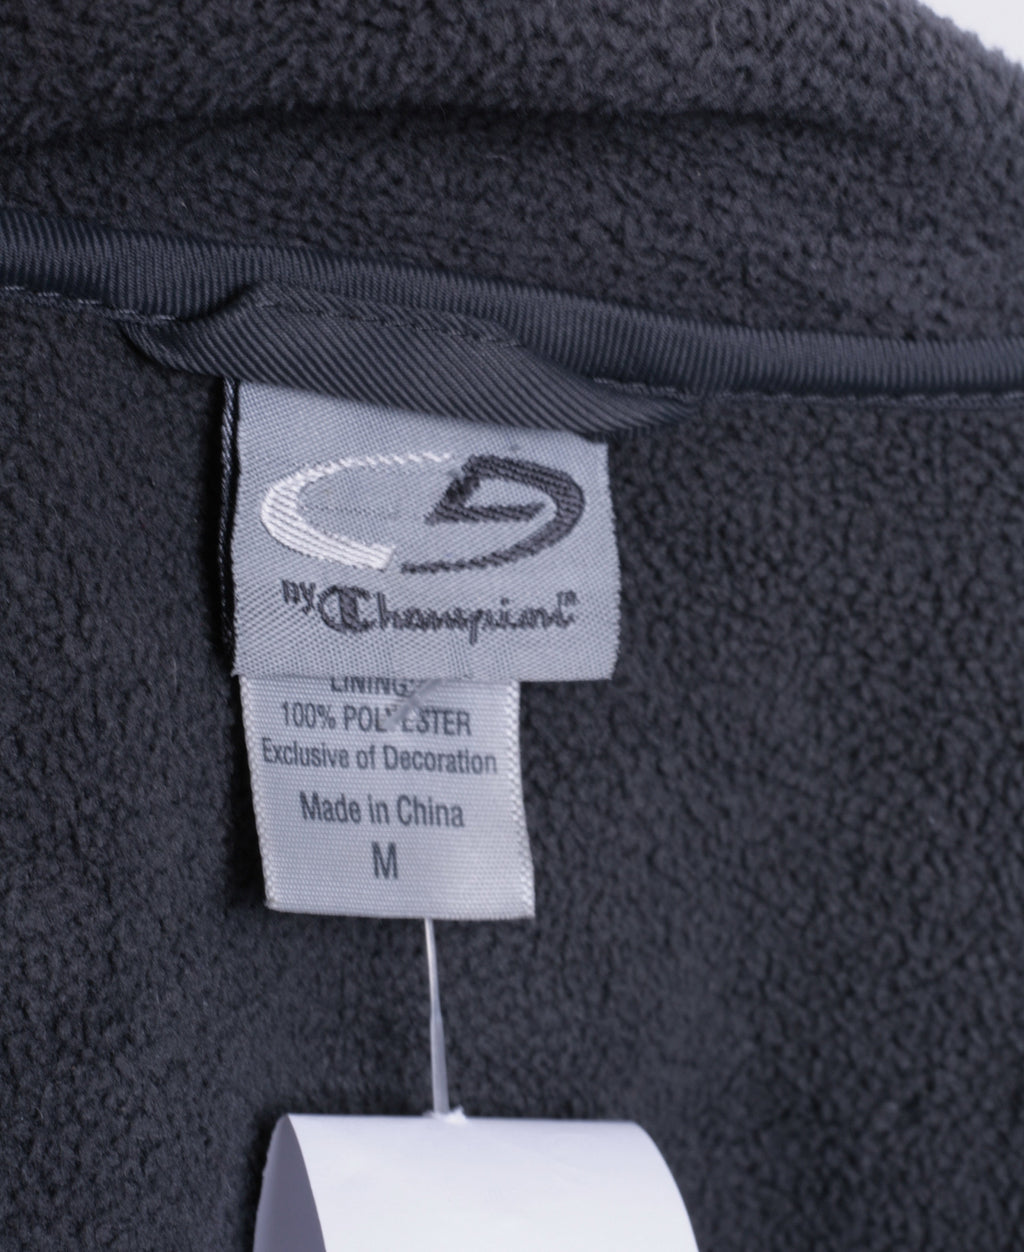 by Champion
LINING:
100% POLYESTER
Exclusive of Decoration
Made in China
M